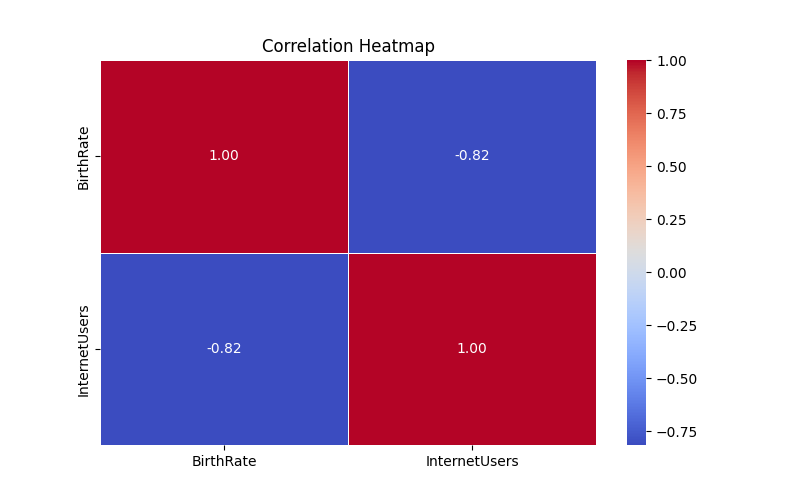 Correlation Heatmap
BirthRate
1.00
-0.82
InternetUsers
-0.82
1.00
BirthRate
InternetUsers
1.00
0.75
0.50
0.25
0.00
−0.25
−0.50
−0.75